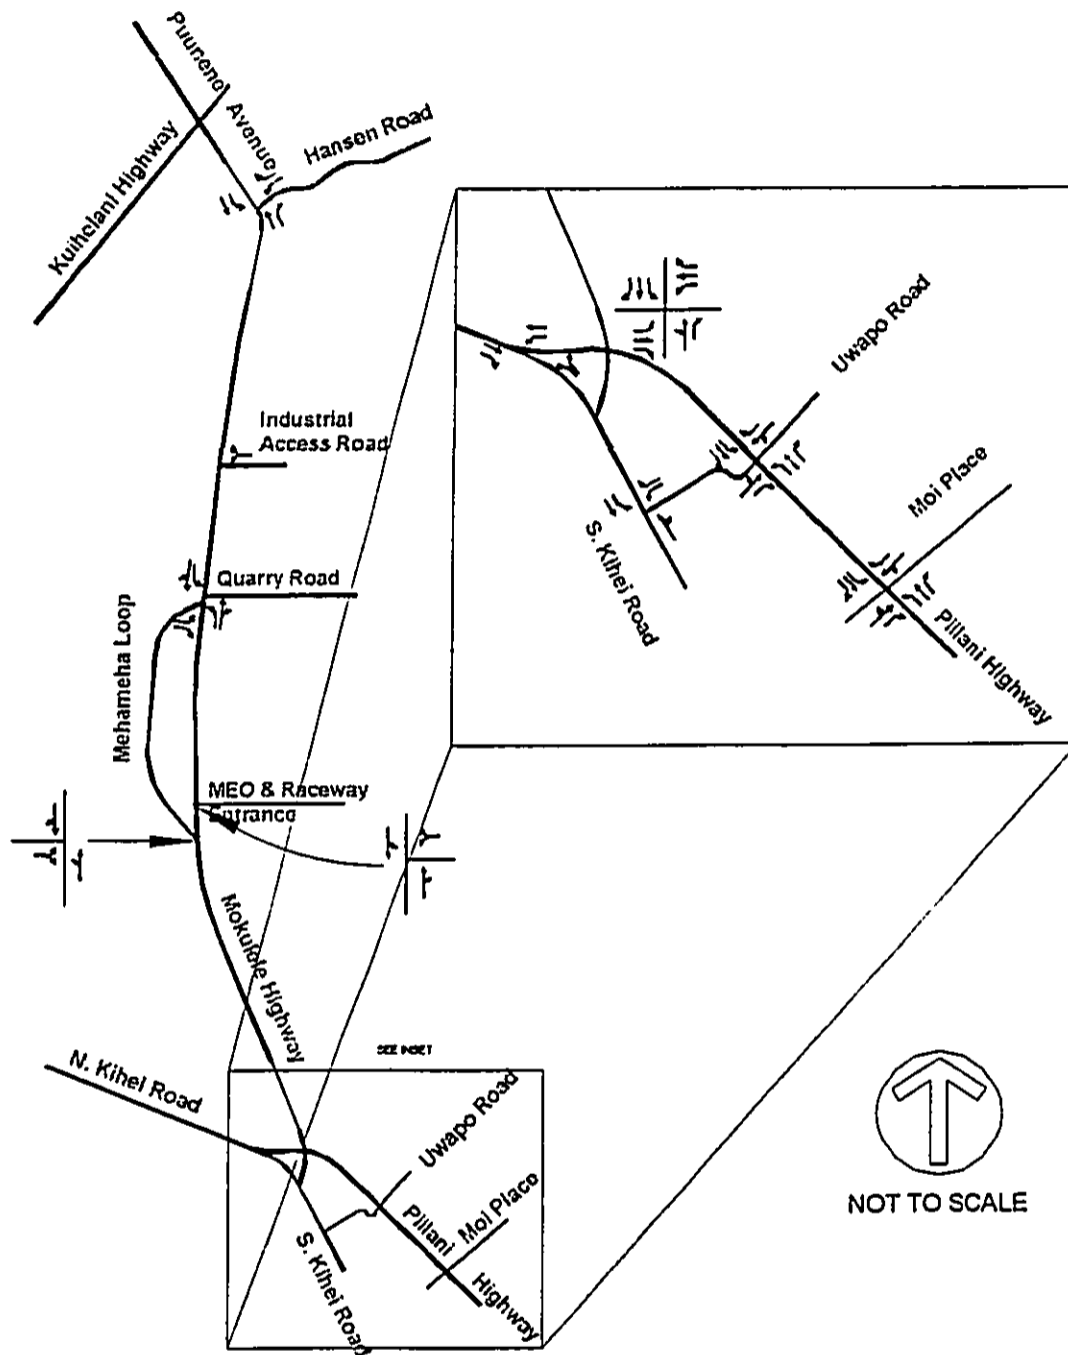 Puunene
Avenue
Hansen Road
Kuihelani Highway
Industrial
Access Road
Quarry Road
Mehameha Loop
MEO & Raceway
Entrance
Mokulele Highway
Uwapo Road
Moi Place
S. Kihei Road
Piilani Highway
SEE INSET
N. Kihei Road
Uwapo Road
Moi Place
Piilani
Highway
S. Kihei Road
NOT TO SCALE